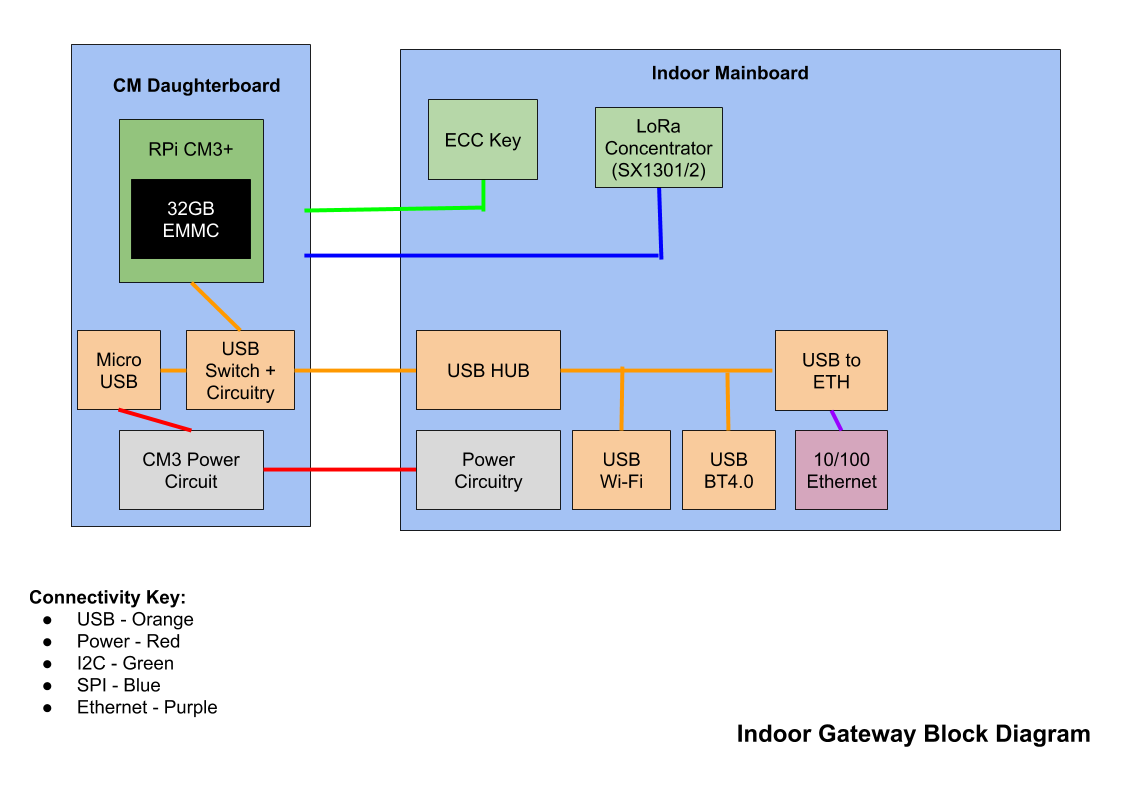 CM Daughterboard
RPi CM3+
32GB
EMMC
Micro
USB
USB
Switch +
Circuitry
CM3 Power
Circuit
Indoor Mainboard
ECC Key
LoRa
Concentrator
(SX1301/2)
USB HUB
USB to
ETH
Power
Circuitry
USB
Wi-Fi
USB
BT4.0
10/100
Ethernet
Connectivity Key:
● USB - Orange
● Power - Red
● I2C - Green
● SPI - Blue
● Ethernet - Purple
Indoor Gateway Block Diagram